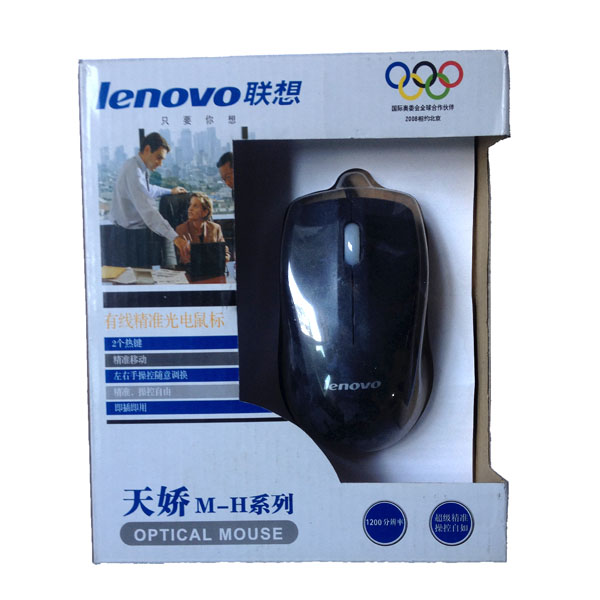 lenovo联想
只要你想
国际奥委会全球合作伙伴
2008相约北京
有线精准光电鼠标
2个热键
精准移动
左右手操控随意调换
精准、操控自由
即插即用
lenovo
天娇 M-H系列
OPTICAL MOUSE
1200分辨率
超级精准
操控自如